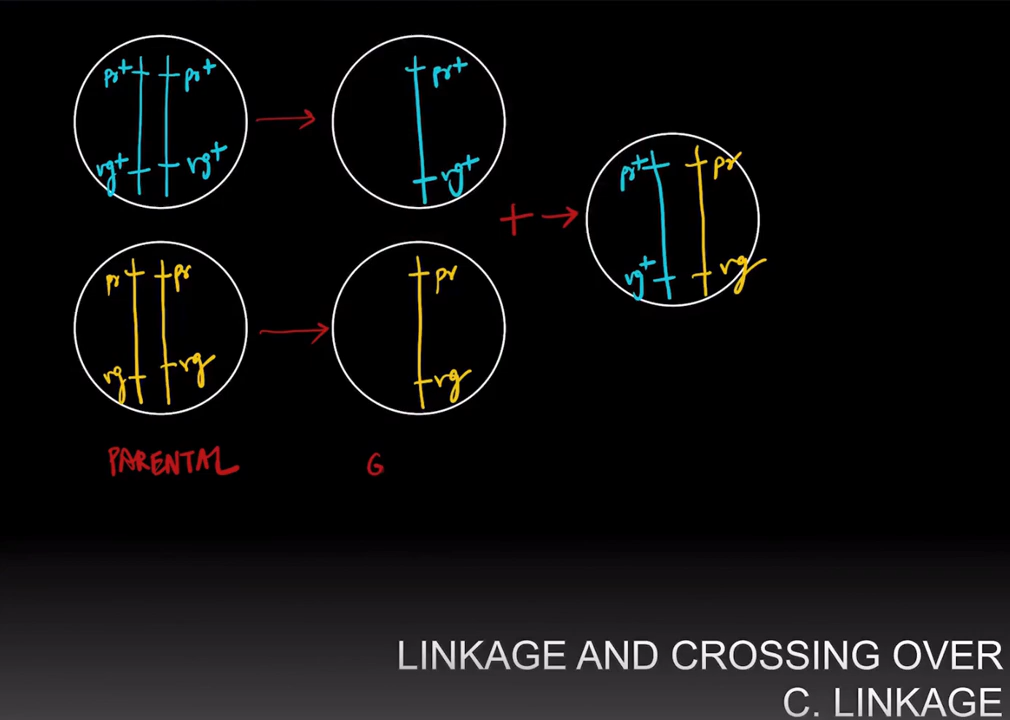 pr+ pr+
vg+ vg+
pr+
vg+
pr+ pr
vg+ vg
pr pr
vg vg
pr
vg
+
PARENTAL G
LINKAGE AND CROSSING OVER
C. LINKAGE